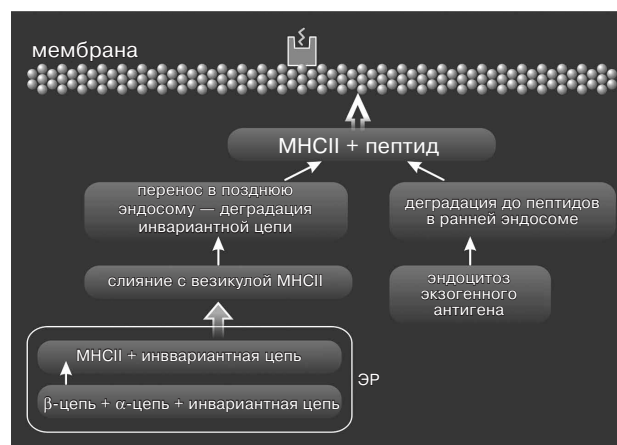 мембрана
MHCII + пептид
перенос в позднюю
эндосому — деградация
инвариантной цепи
деградация до пептидов
в ранней эндосоме
слияние с везикулой MHCII
эндоцитоз
экзогенного
антигена
MHCII + инввариантная цепь
ЭР
β-цепь + α-цепь + инвариантная цепь